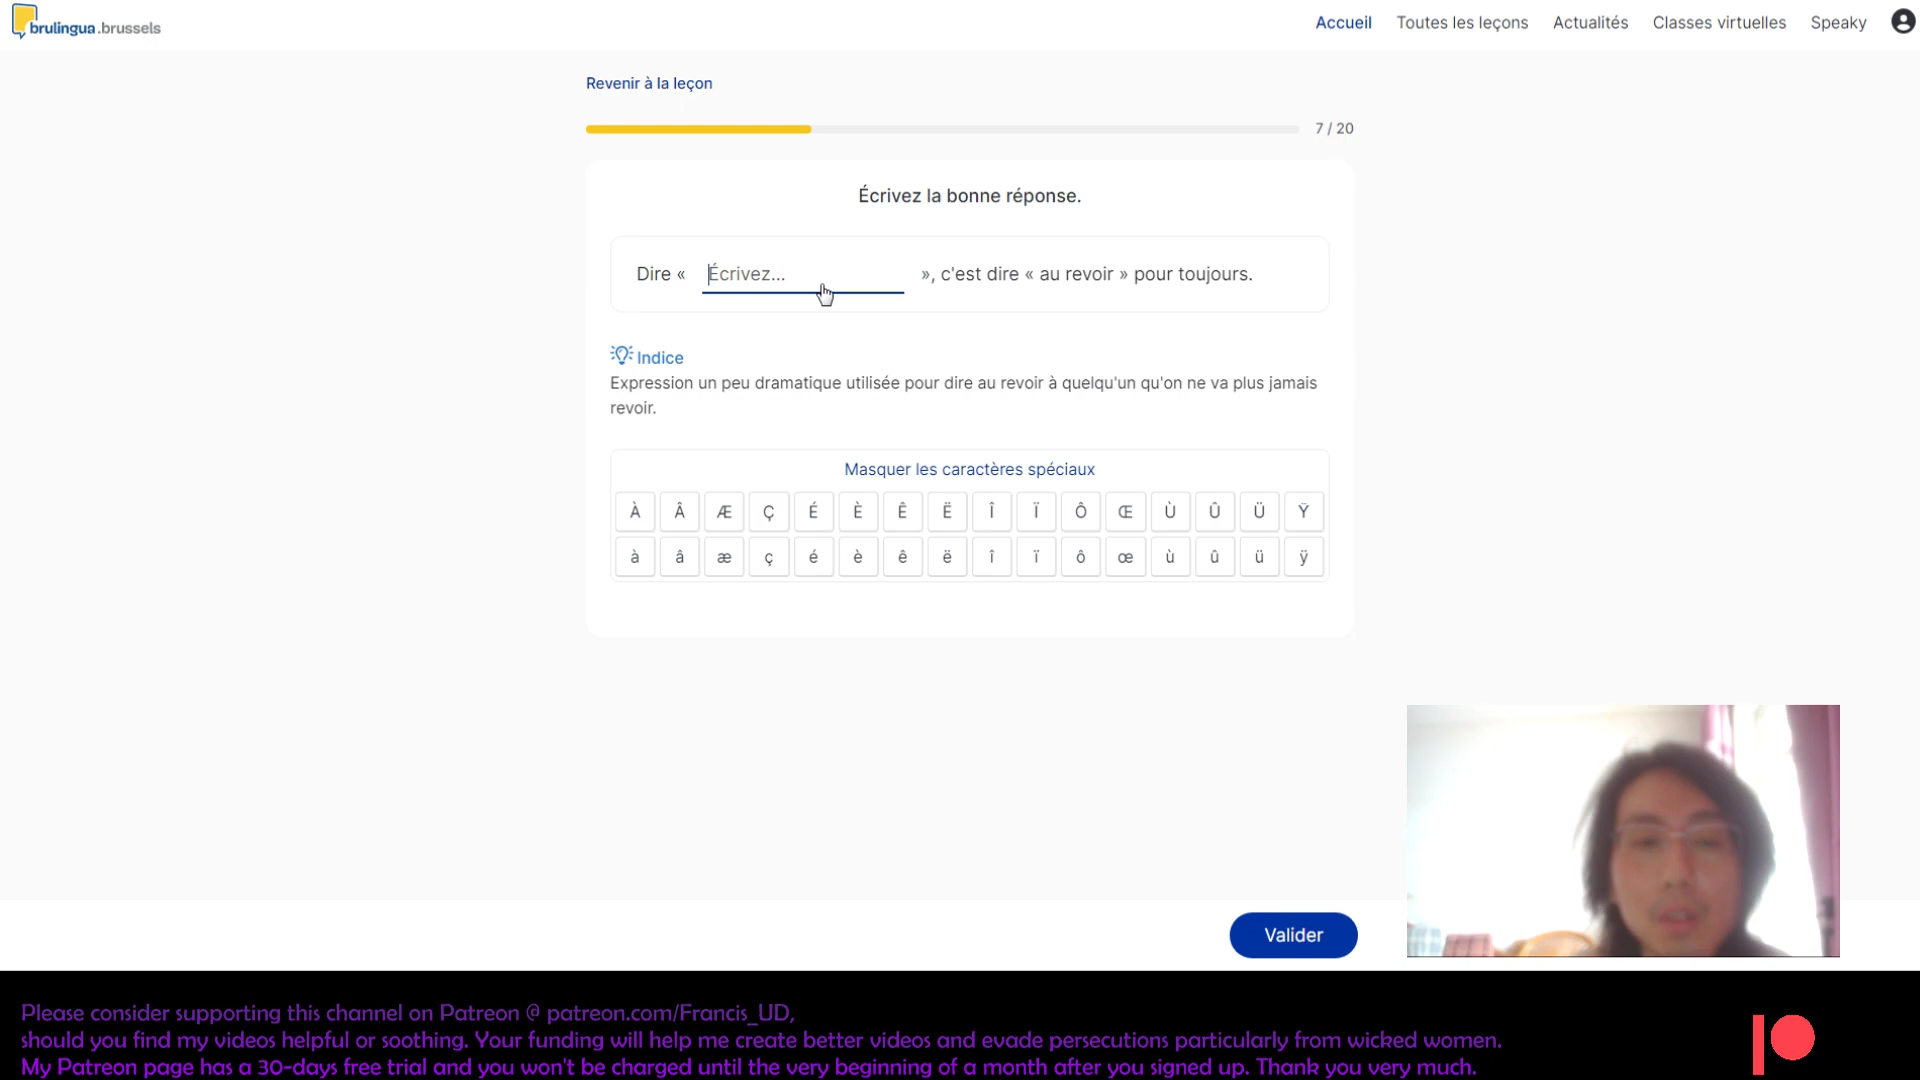 brulingua.brussels
Accueil Toutes les leçons Actualités Classes virtuelles Speaky
Revenir à la leçon
7 / 20
Écrivez la bonne réponse.
Dire « Écrivez... », c'est dire « au revoir » pour toujours.
Indice
Expression un peu dramatique utilisée pour dire au revoir à quelqu'un qu'on ne va plus jamais
revoir.
Masquer les caractères spéciaux
À Â Æ Ç É È Ê Ë Î Ï Ô Œ Ù Û Ü Ÿ
à â æ ç é è ê ë î ï ô œ ù û ü ÿ
Valider
Please consider supporting this channel on Patreon @ patreon.com/Francis_UD,
should you find my videos helpful or soothing. Your funding will help me create better videos and evade persecutions particularly from wicked women.
My Patreon page has a 30-days free trial and you won't be charged until the very beginning of a month after you signed up. Thank you very much.